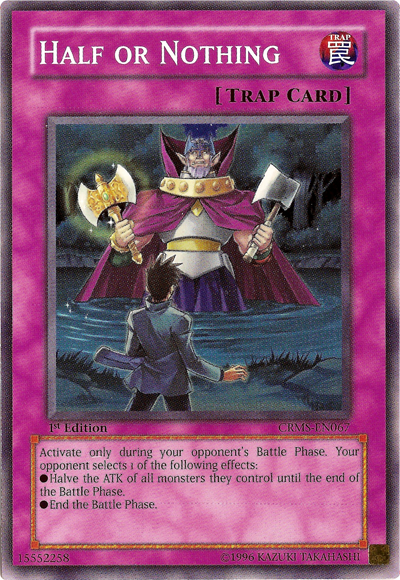 HALF OR NOTHING
TRAP
罠
[TRAP CARD]
1st Edition
CRMS-EN067
Activate only during your opponent's Battle Phase. Your
opponent selects 1 of the following effects:
●Halve the ATK of all monsters they control until the end of
the Battle Phase.
●End the Battle Phase.
15552258
©1996 KAZUKI TAKAHASHI